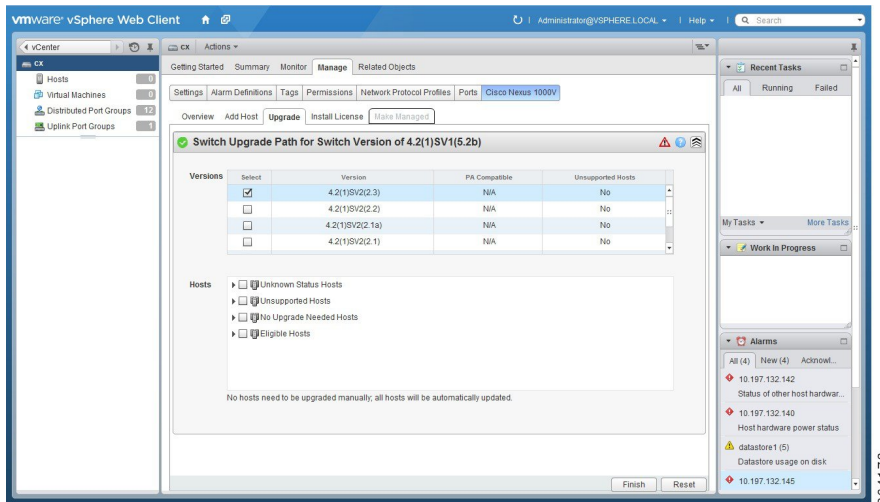 vmware® vSphere Web Client
Administrator@VSPHERE.LOCAL
Help
Search
vCenter
cx
Hosts 0
Virtual Machines 0
Distributed Port Groups 12
Uplink Port Groups 1
cx Actions
Getting Started Summary Monitor Manage Related Objects
Settings Alarm Definitions Tags Permissions Network Protocol Profiles Ports Cisco Nexus 1000V
Overview Add Host Upgrade Install License Make Managed
Switch Upgrade Path for Switch Version of 4.2(1)SV1(5.2b)
Versions
Select Version PA Compatible Unsupported Hosts
4.2(1)SV2(2.3) N/A No
4.2(1)SV2(2.2) N/A No
4.2(1)SV2(2.1a) N/A No
4.2(1)SV2(2.1) N/A No
Hosts
Unknown Status Hosts
Unsupported Hosts
No Upgrade Needed Hosts
Eligible Hosts
No hosts need to be upgraded manually; all hosts will be automatically updated.
Finish Reset
Recent Tasks
All Running Failed
My Tasks More Tasks
Work In Progress
Alarms
All (4) New (4) Acknowl...
10.197.132.142
Status of other host hardwar...
10.197.132.140
Host hardware power status
datastore1 (5)
Datastore usage on disk
10.197.132.145